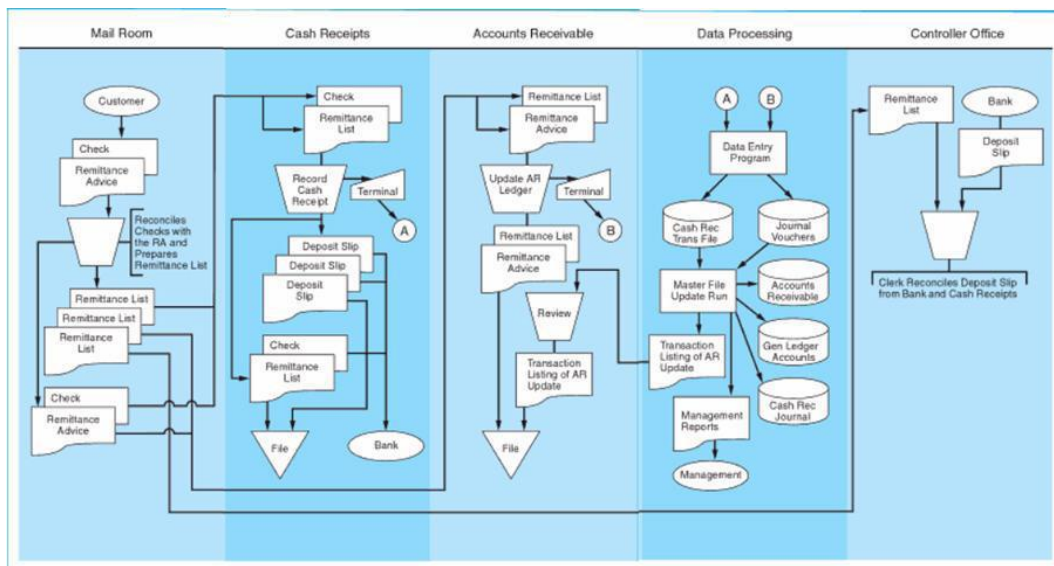 Mail Room
Cash Receipts
Accounts Receivable
Data Processing
Controller Office
Customer
Check
Remittance
Advice
Reconciles
Checks with
the RA and
Prepares
Remittance List
Remittance List
Remittance List
Remittance
List
Check
Remittance
Advice
Check
Remittance
List
Record
Cash
Receipt
Terminal
A
Deposit Slip
Deposit Slip
Deposit
Slip
Check
Remittance
List
File
Bank
Remittance List
Remittance
Advice
Update AR
Ledger
Terminal
B
Remittance List
Remittance
Advice
Review
Transaction
Listing of AR
Update
File
A
B
Data Entry
Program
Cash Rec
Trans File
Journal
Vouchers
Master File
Update Run
Accounts
Receivable
Transaction
Listing of AR
Update
Gen Ledger
Accounts
Cash Rec
Journal
Management
Reports
Management
Remittance
List
Bank
Deposit
Slip
Clerk Reconciles Deposit Slip
from Bank and Cash Receipts